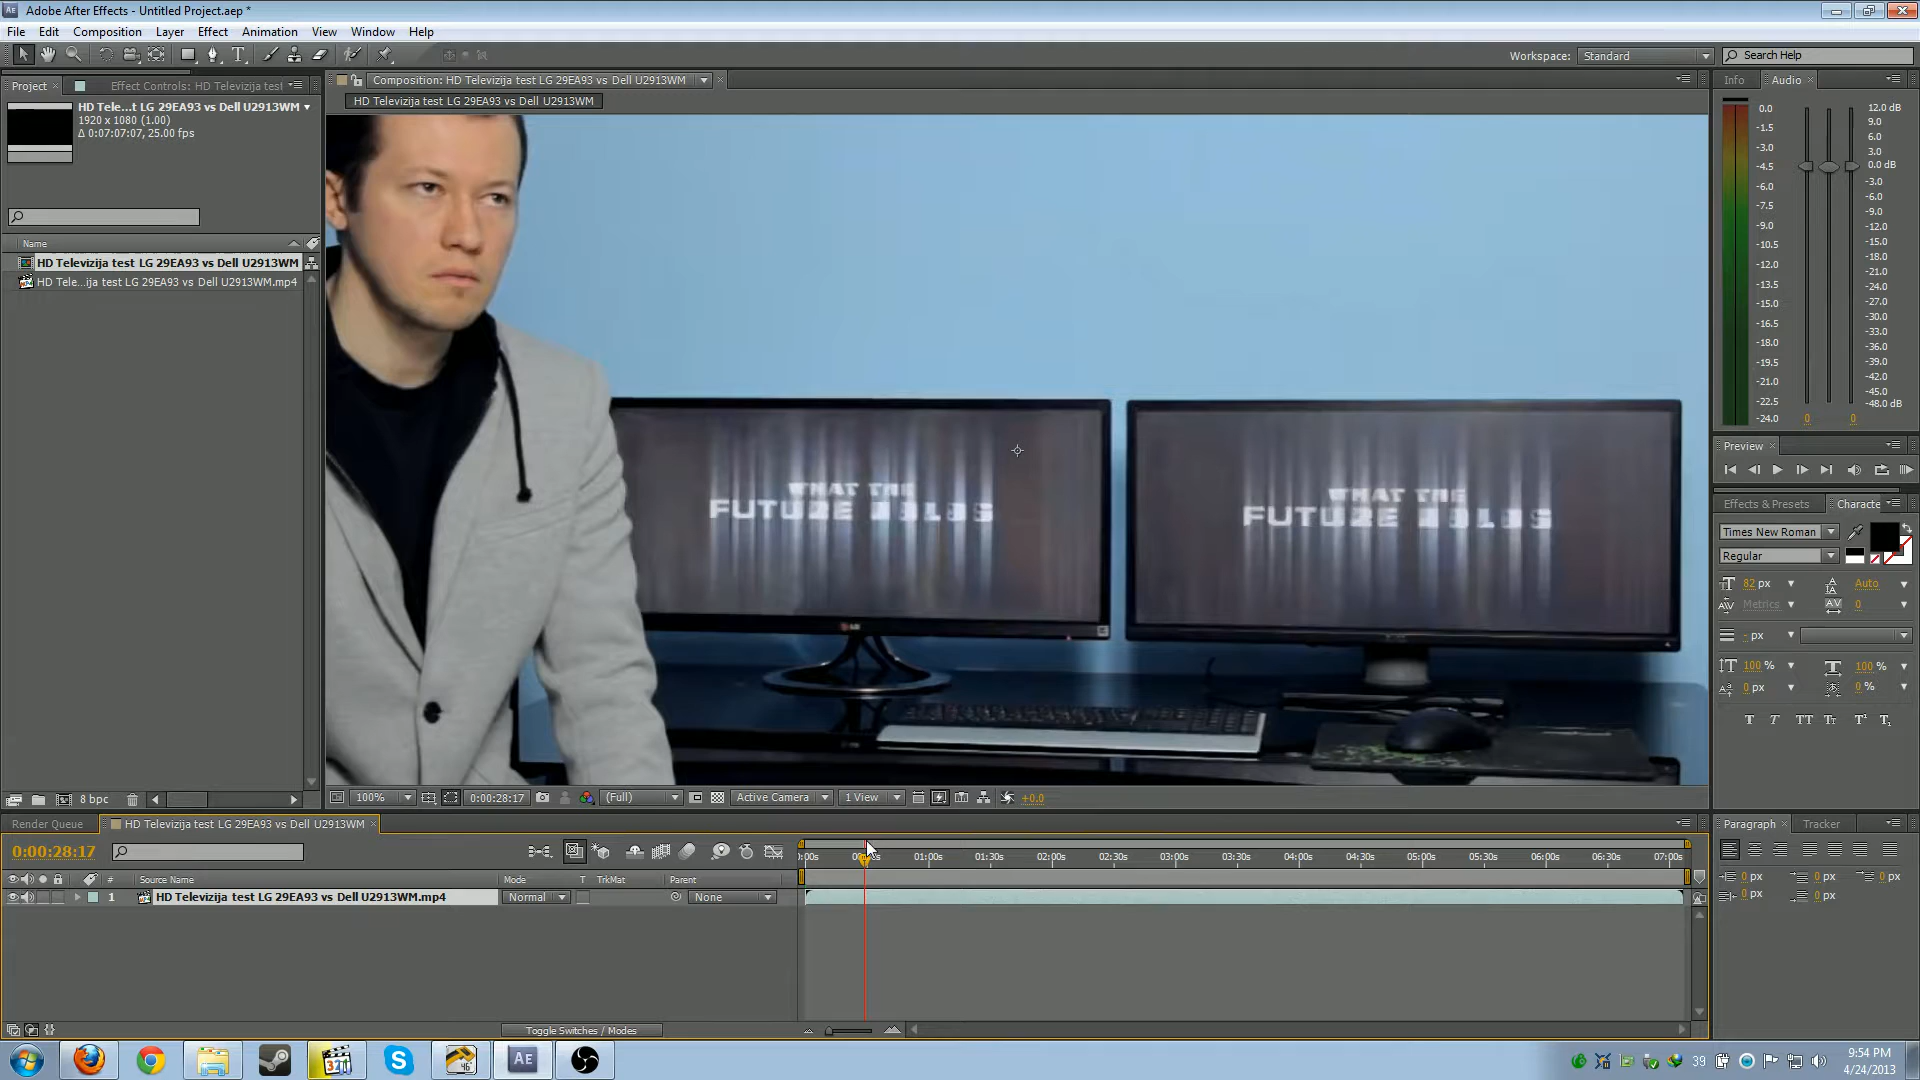 Adobe After Effects - Untitled Project.aep *
File Edit Composition Layer Effect Animation View Window Help
Workspace: Standard Search Help
Project Effect Controls: HD Televizija test
Composition: HD Televizija test LG 29EA93 vs Dell U2913WM
Info Audio
HD Tele...t LG 29EA93 vs Dell U2913WM
1920 x 1080 (1.00)
Δ 0:07:07:07, 25.00 fps
HD Televizija test LG 29EA93 vs Dell U2913WM
Name
HD Televizija test LG 29EA93 vs Dell U2913WM
HD Tele...ija test LG 29EA93 vs Dell U2913WM.mp4
WHAT THE
FUTURE HOLDS
LG
WHAT THE
FUTURE HOLDS
0.0
-1.5
-3.0
-4.5
-6.0
-7.5
-9.0
-10.5
-12.0
-13.5
-15.0
-16.5
-18.0
-19.5
-21.0
-22.5
-24.0
12.0 dB
9.0
6.0
3.0
0.0 dB
-3.0
-6.0
-9.0
-12.0
-15.0
-18.0
-21.0
-24.0
-27.0
-30.0
-33.0
-36.0
-39.0
-42.0
-45.0
-48.0 dB
0 0
Preview
Effects & Presets Characte
Times New Roman
Regular
82 px Auto
Metrics 0
- px
100 % 100 %
0 px 0 %
T T TT Tt T¹ T₁
8 bpc
100% 0:00:28:17 (Full) Active Camera 1 View +0.0
Render Queue HD Televizija test LG 29EA93 vs Dell U2913WM
0:00:28:17
:00s 01:00s 01:30s 02:00s 02:30s 03:00s 03:30s 04:00s 04:30s 05:00s 05:30s 06:00s 06:30s 07:00s
# Source Name Mode T TrkMat Parent
1 HD Televizija test LG 29EA93 vs Dell U2913WM.mp4 Normal None
Toggle Switches / Modes
Paragraph Tracker
0 px 0 px 0 px
0 px 0 px
321
46
Ae
39
9:54 PM
4/24/2013